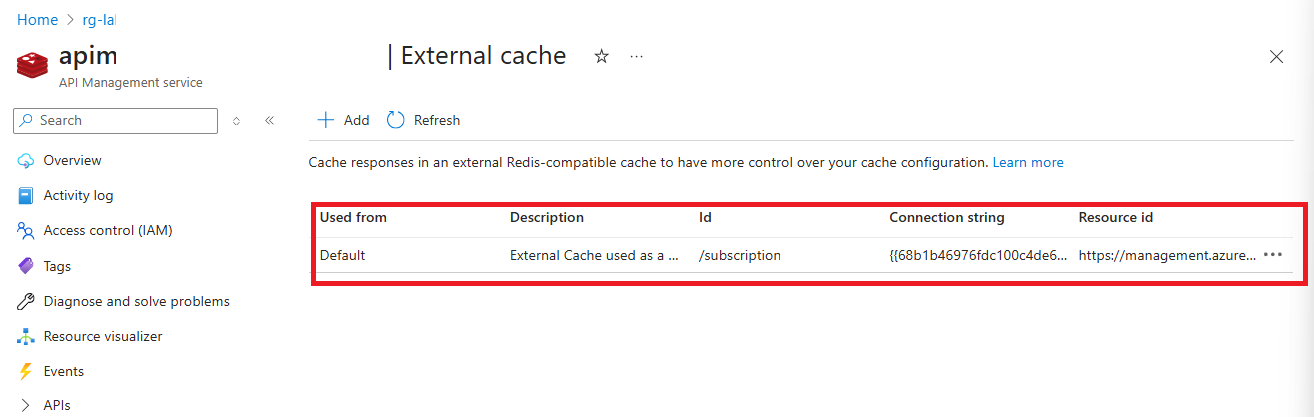 Home > rg-lal
apim | External cache ☆ ...
API Management service
Search
Add Refresh
Overview
Cache responses in an external Redis-compatible cache to have more control over your cache configuration. Learn more
Activity log
Used from Description Id Connection string Resource id
Access control (IAM)
Default External Cache used as a ... /subscription {{68b1b46976fdc100c4de6... https://management.azure... •••
Tags
Diagnose and solve problems
Resource visualizer
Events
APIs